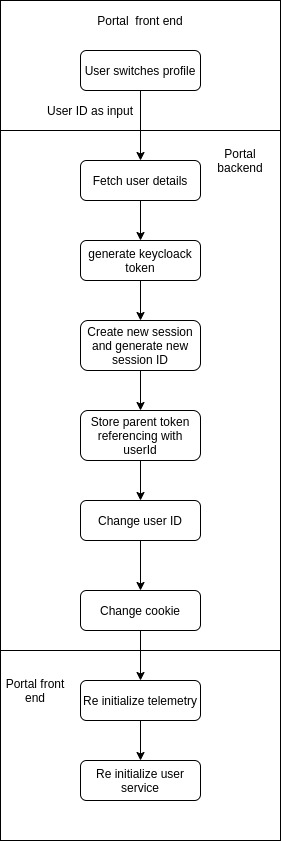 Portal front end
User switches profile
User ID as input
Portal
backend
Fetch user details
generate keycloack
token
Create new session
and generate new
session ID
Store parent token
referencing with
userId
Change user ID
Change cookie
Portal front
end
Re initialize telemetry
Re initialize user
service